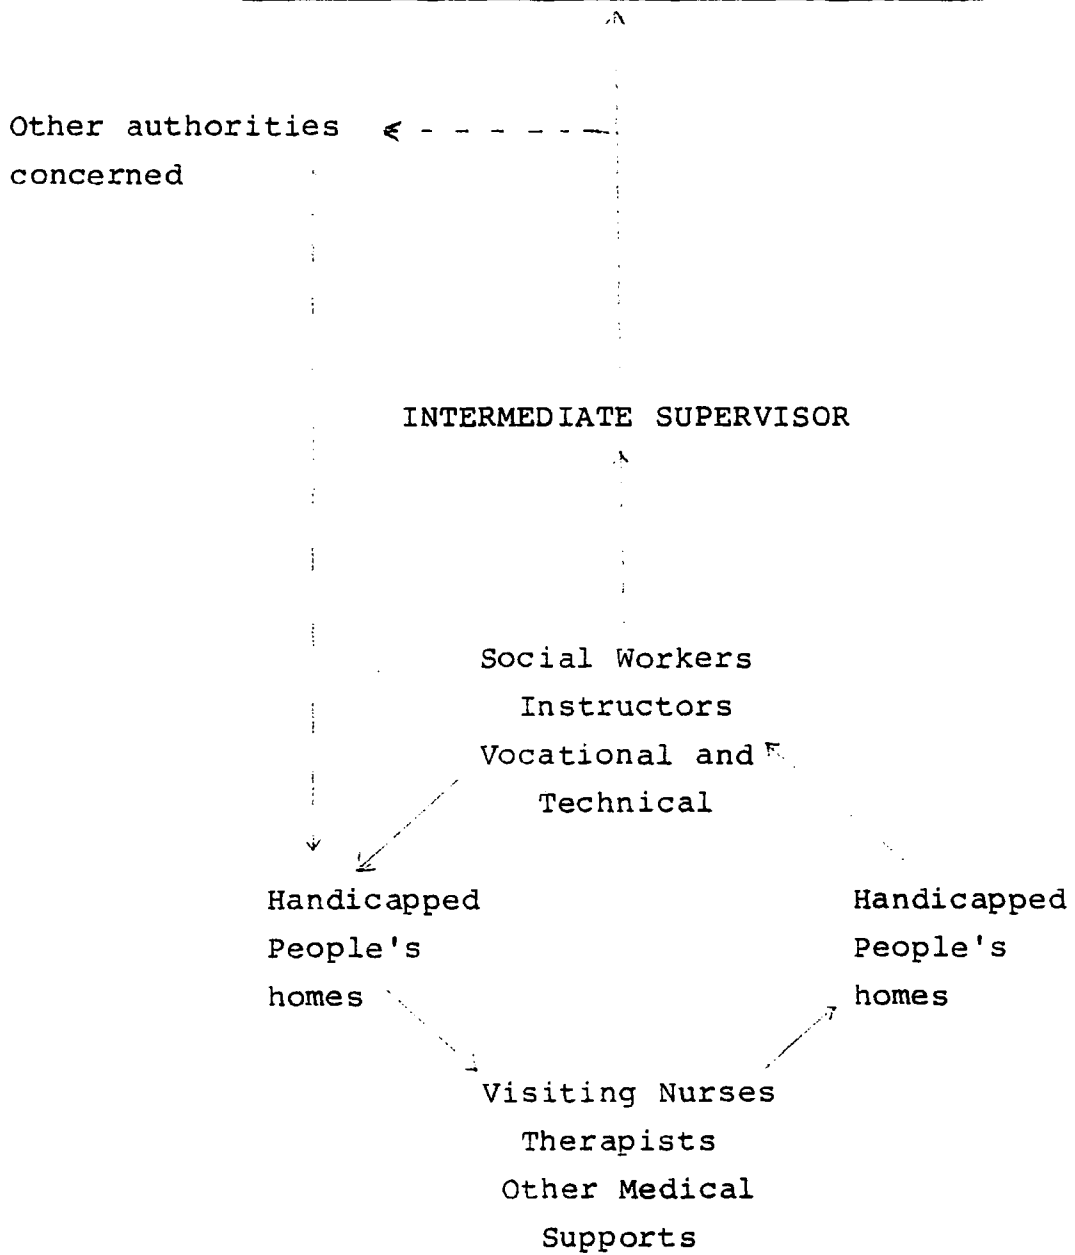 Other authorities
concerned
INTERMEDIATE SUPERVISOR
Social Workers
Instructors
Vocational and
Technical
Handicapped
People's
homes
Handicapped
People's
homes
Visiting Nurses
Therapists
Other Medical
Supports